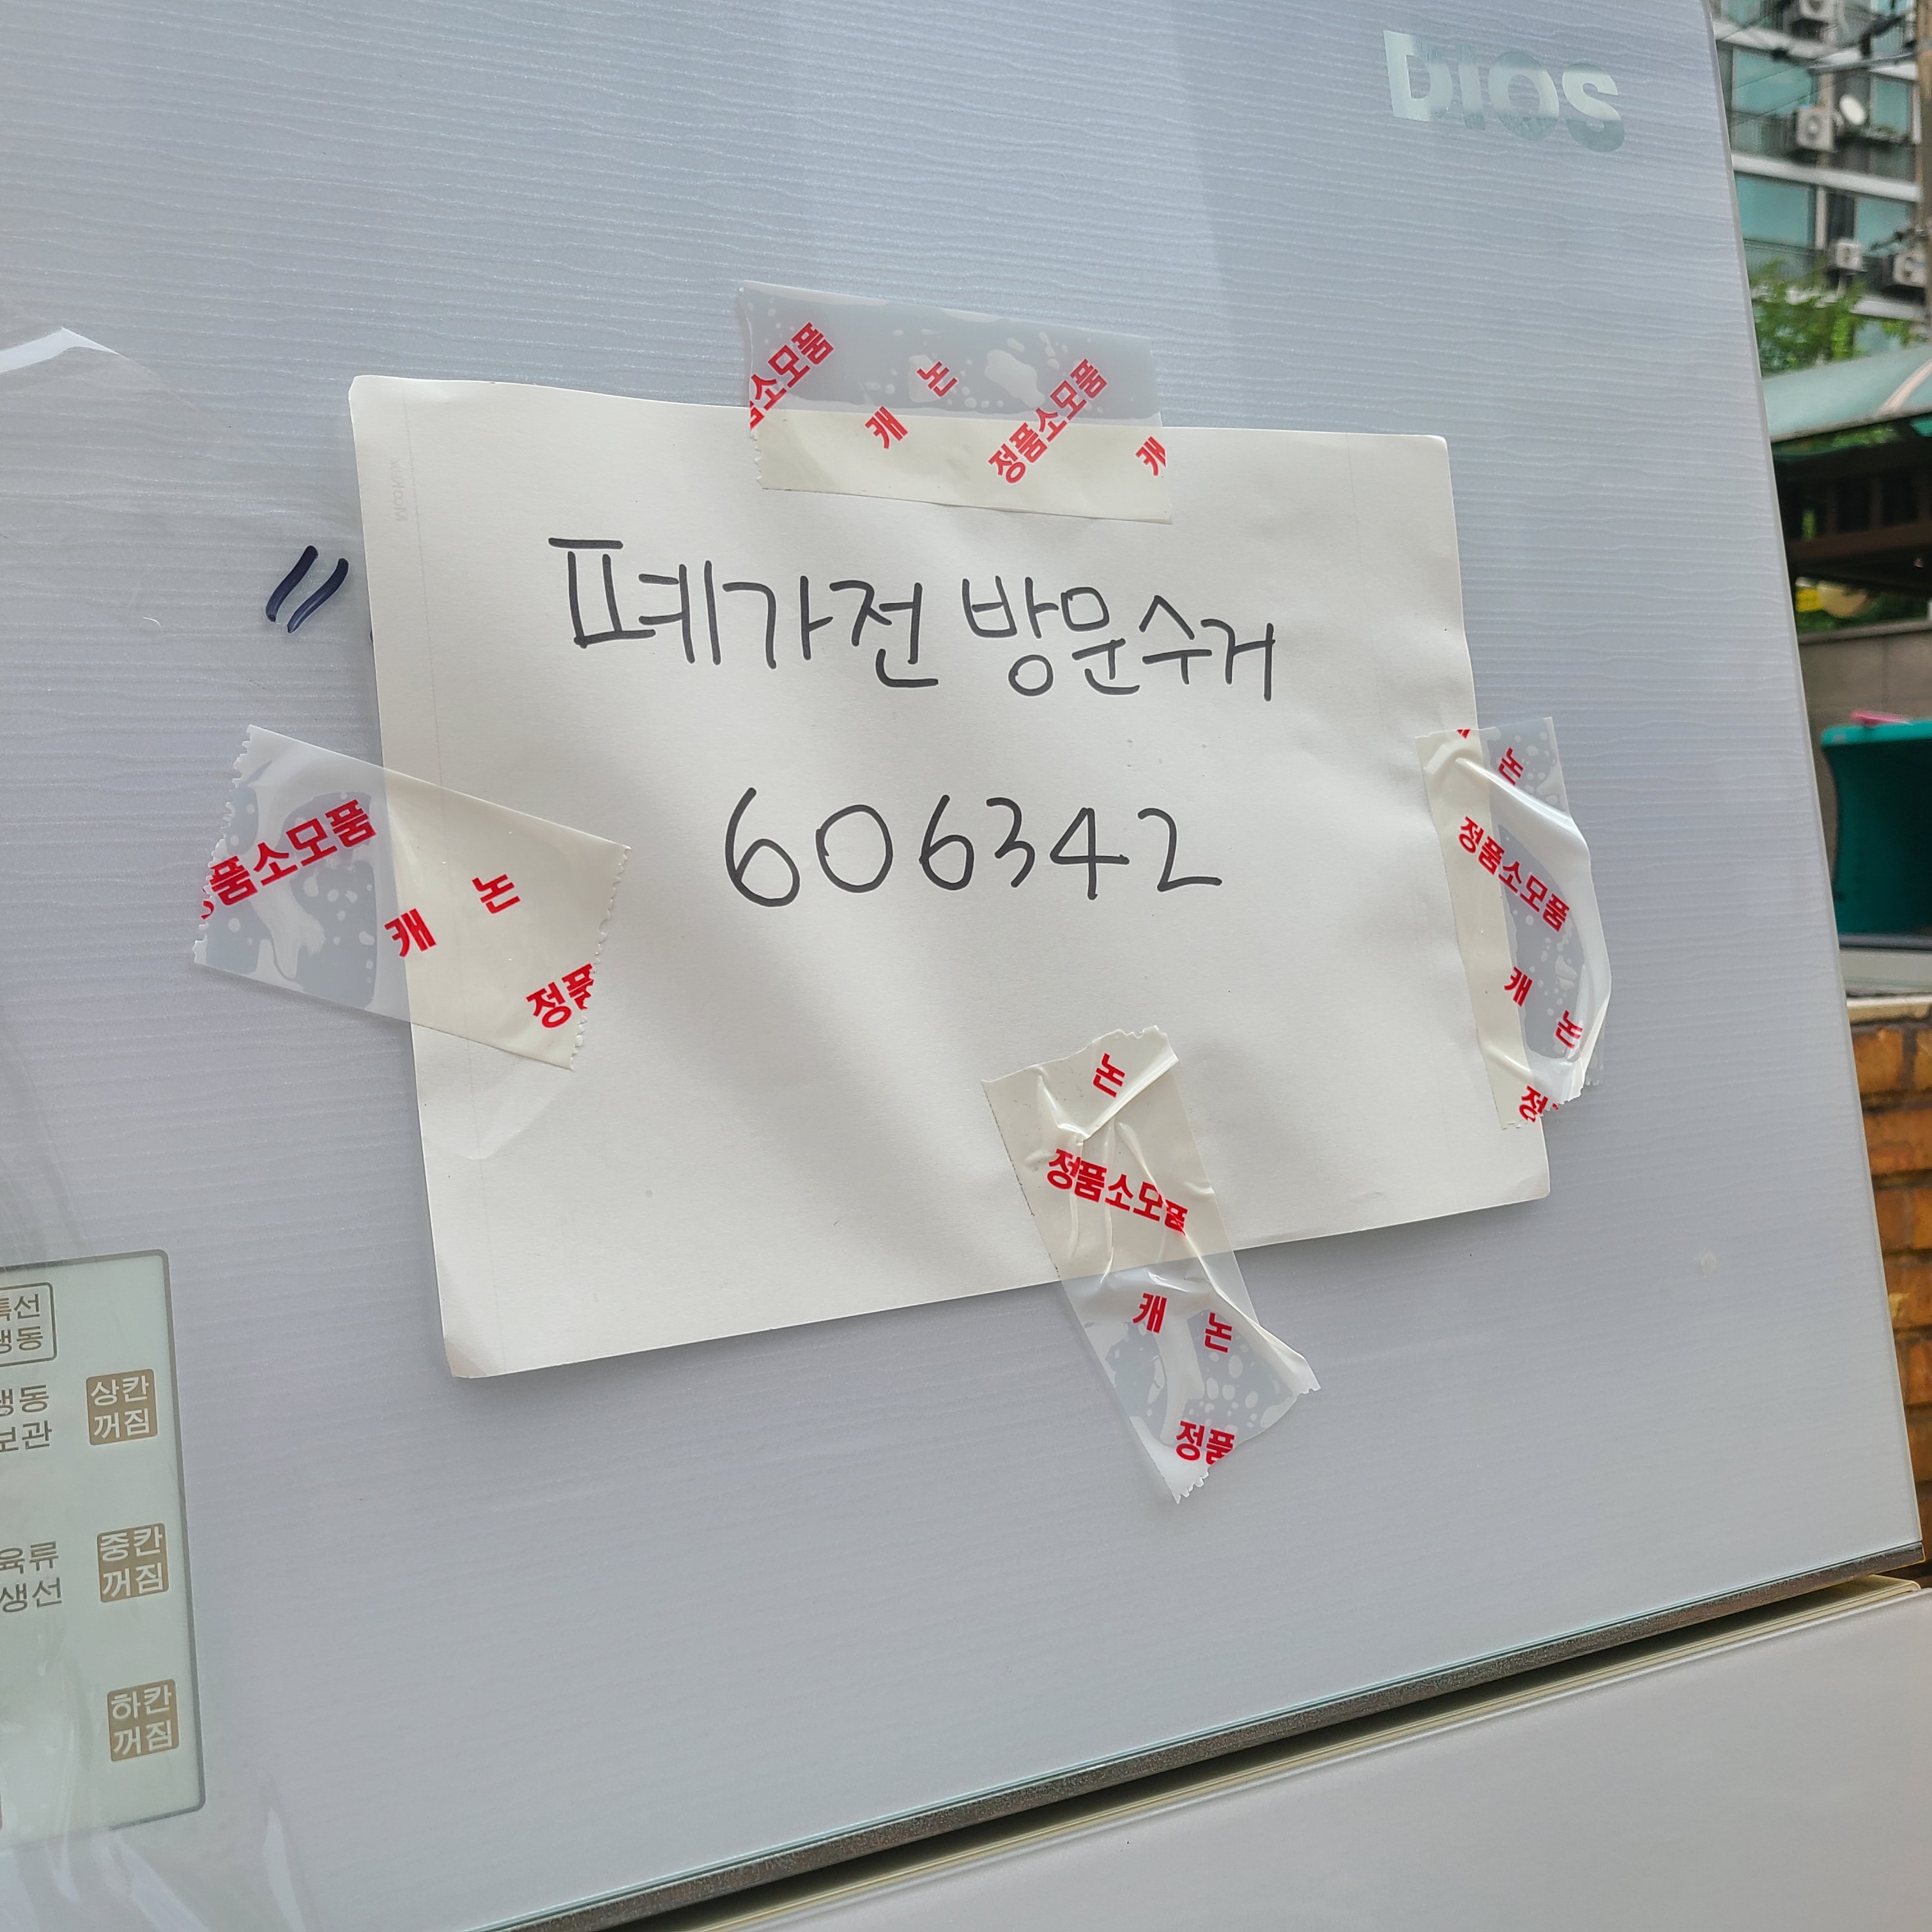 DIOS
소모품 캐논 정품소모품 캐
폐가전 방문수거
606342
품소모품 캐논 정품
논 정품소모품 캐논 정
논 정품소모품 캐논 정품
특선
냉동
냉동
보관
상칸
꺼짐
육류
생선
중칸
꺼짐
하칸
꺼짐